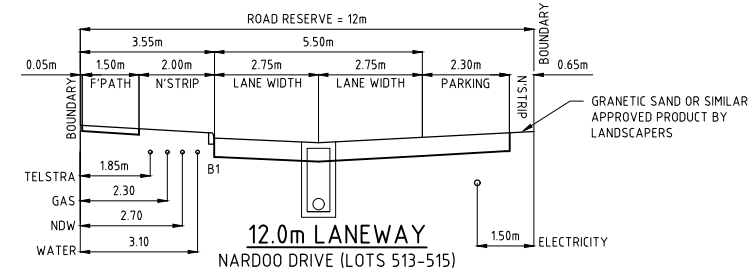 ROAD RESERVE = 12m
BOUNDARY
3.55m
5.50m
0.05m
1.50m
2.00m
2.75m
2.75m
2.30m
0.65m
F'PATH
N'STRIP
LANE WIDTH
LANE WIDTH
PARKING
N'STRIP
BOUNDARY
GRANETIC SAND OR SIMILAR
APPROVED PRODUCT BY
LANDSCAPERS
B1
TELSTRA
1.85m
GAS
2.30
NDW
2.70
WATER
3.10
1.50m
ELECTRICITY
12.0m LANEWAY
NARDOO DRIVE (LOTS 513-515)